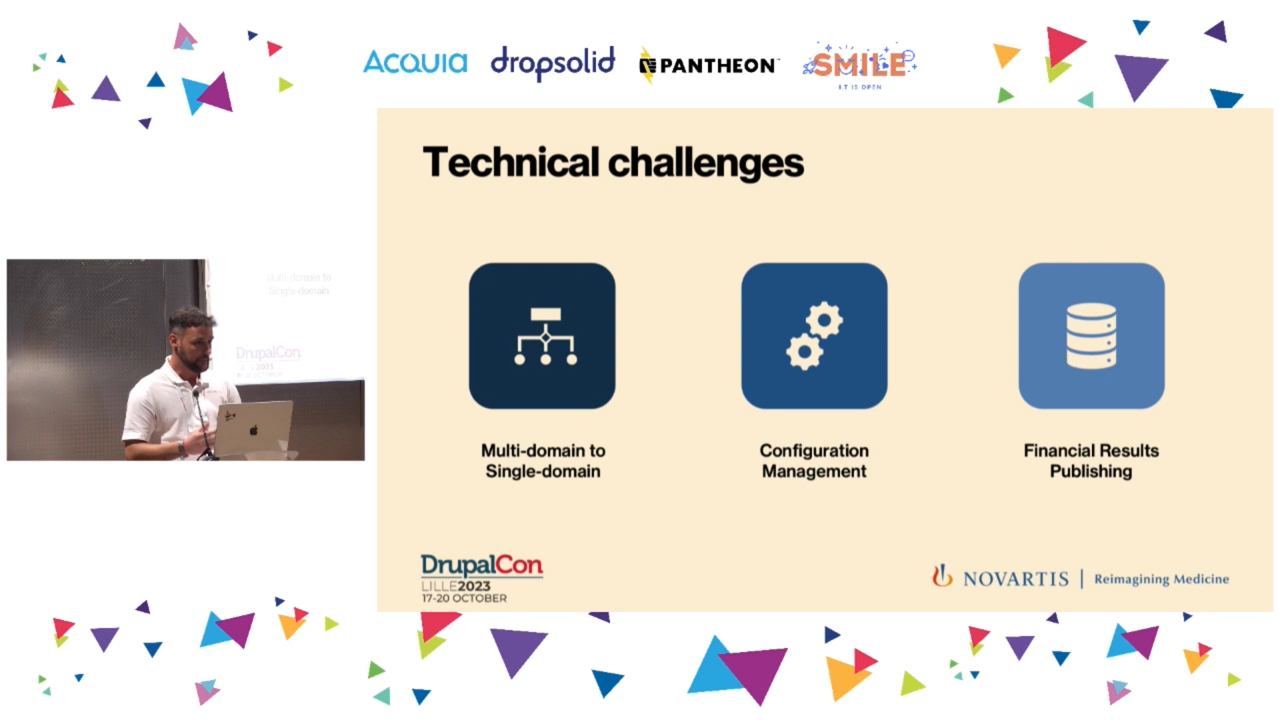 ACQUIA dropsolid PANTHEON SMILE
I.T IS OPEN
Technical challenges
Multi-domain to
Single-domain
DrupalCon
Multi-domain to
Single-domain
Configuration
Management
Financial Results
Publishing
DrupalCon
LILLE2023
17-20 OCTOBER
NOVARTIS | Reimagining Medicine